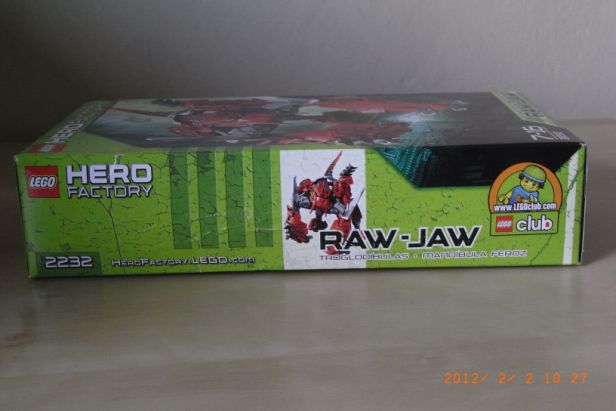 LEGO HERO
FACTORY
2232 HEROFACTORY.LEGO.com
RAW-JAW
TROGLODIBULAS • MANDÍBULA FEROZ
www.LEGOclub.com
LEGO club
2012/ 2/ 2 10 27